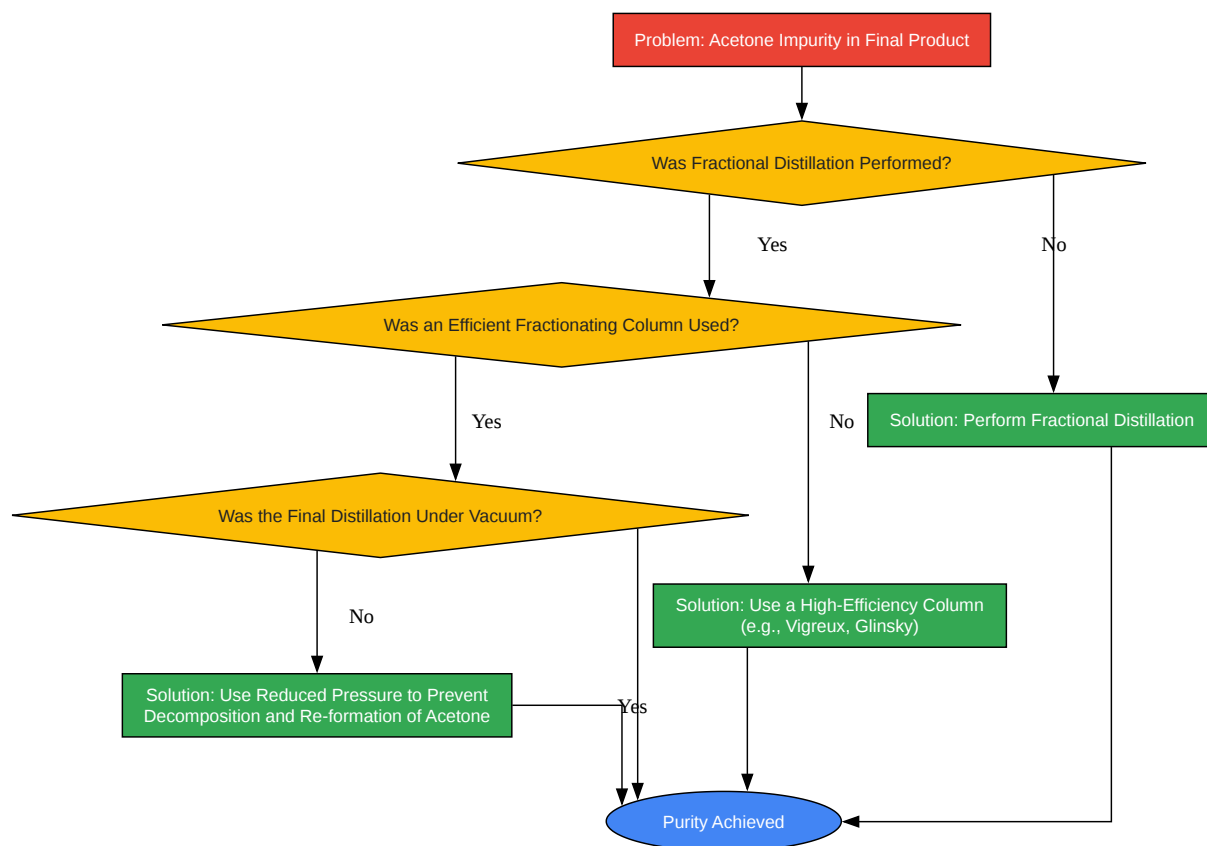 Problem: Acetone Impurity in Final Product
Was Fractional Distillation Performed?
Yes
No
Was an Efficient Fractionating Column Used?
Yes
No
Solution: Perform Fractional Distillation
Was the Final Distillation Under Vacuum?
No
Solution: Use a High-Efficiency Column
(e.g., Vigreux, Glinsky)
Solution: Use Reduced Pressure to Prevent
Decomposition and Re-formation of Acetone
Yes
Purity Achieved